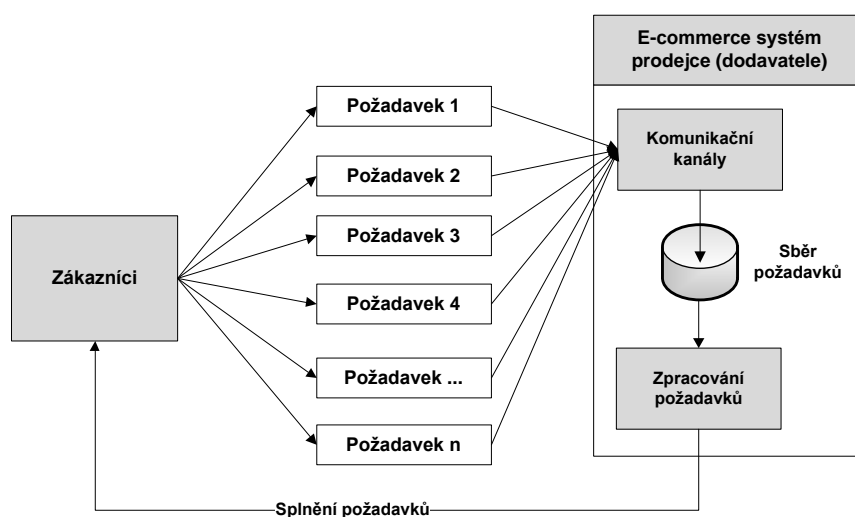 E-commerce systém
prodejce (dodavatele)
Požadavek 1
Požadavek 2
Požadavek 3
Požadavek 4
Požadavek ...
Požadavek n
Zákazníci
Komunikační
kanály
Sběr
požadavků
Zpracování
požadavků
Splnění požadavků